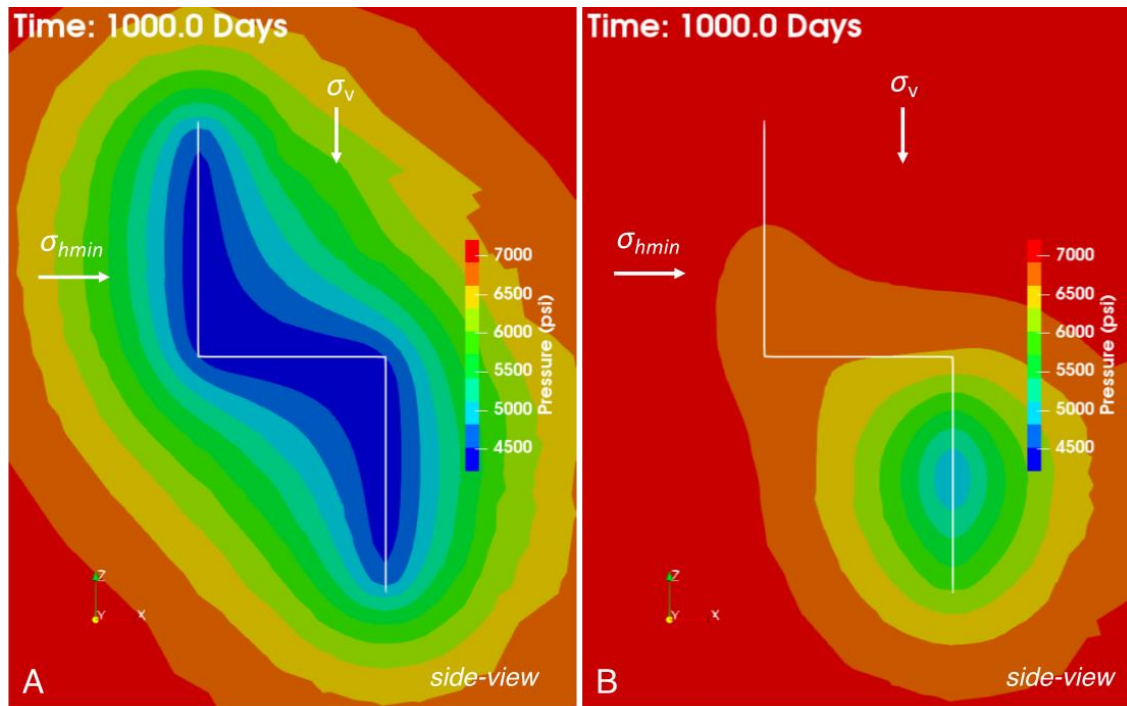 Time: 1000.0 Days
σv
σhmin
7000
6500
6000
5500
5000
4500
Pressure (psi)
Z
Y
X
A
side-view
Time: 1000.0 Days
σv
σhmin
7000
6500
6000
5500
5000
4500
Pressure (psi)
Z
Y
X
B
side-view